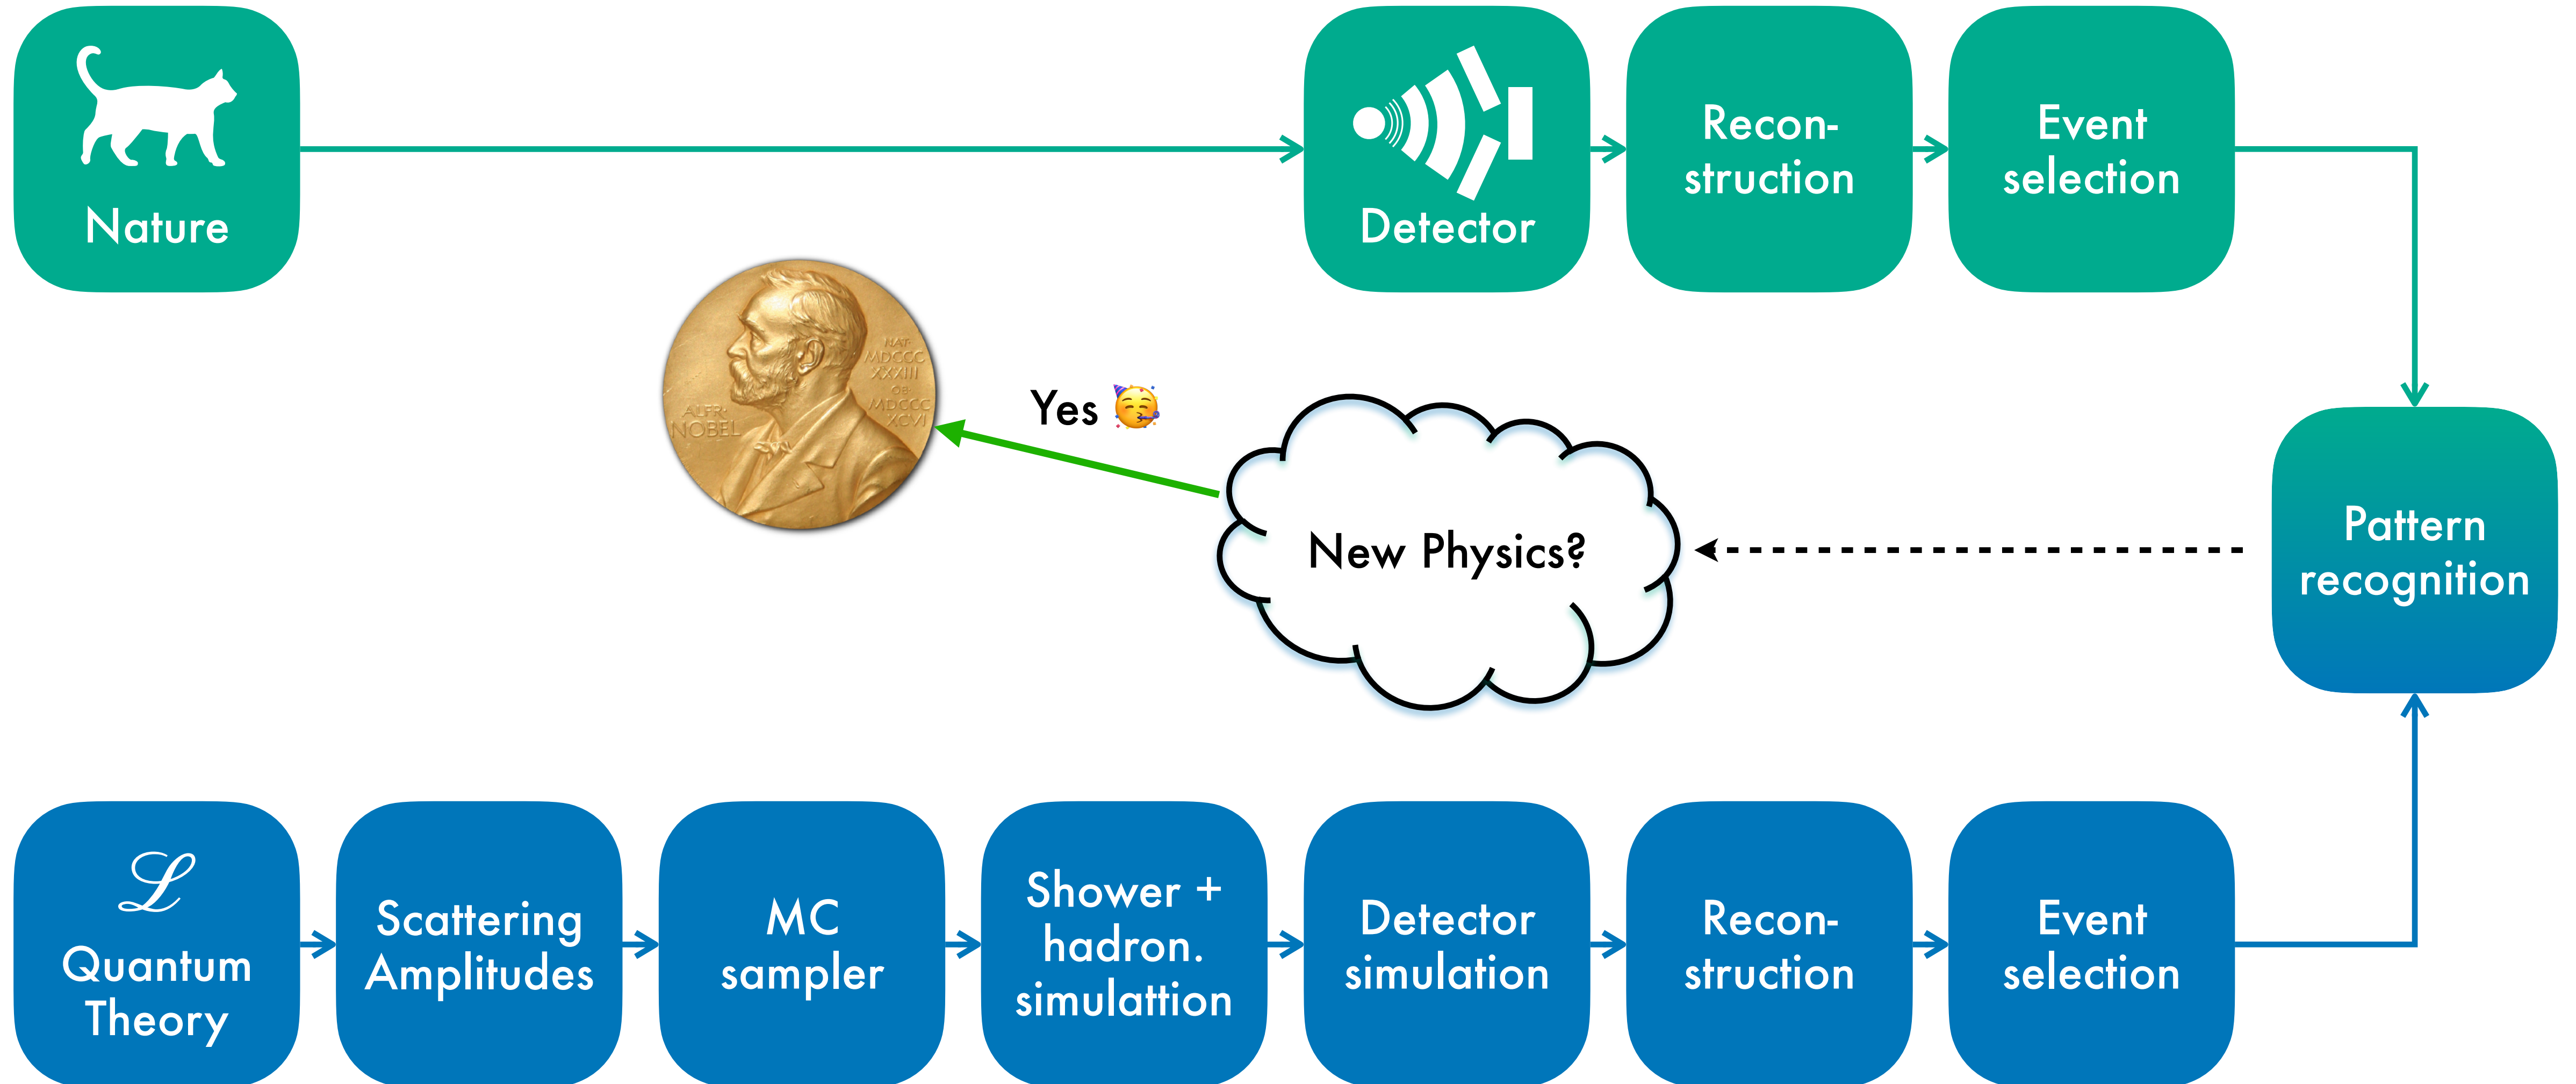 Nature
Detector
Recon-
struction
Event
selection
ALFR·
NOBEL
NAT·
MDCCC
XXXIII
OB·
MDCCC
XCVI
Yes 🥳
New Physics?
Pattern
recognition
ℒ
Quantum
Theory
Scattering
Amplitudes
MC
sampler
Shower +
hadron.
simulattion
Detector
simulation
Recon-
struction
Event
selection